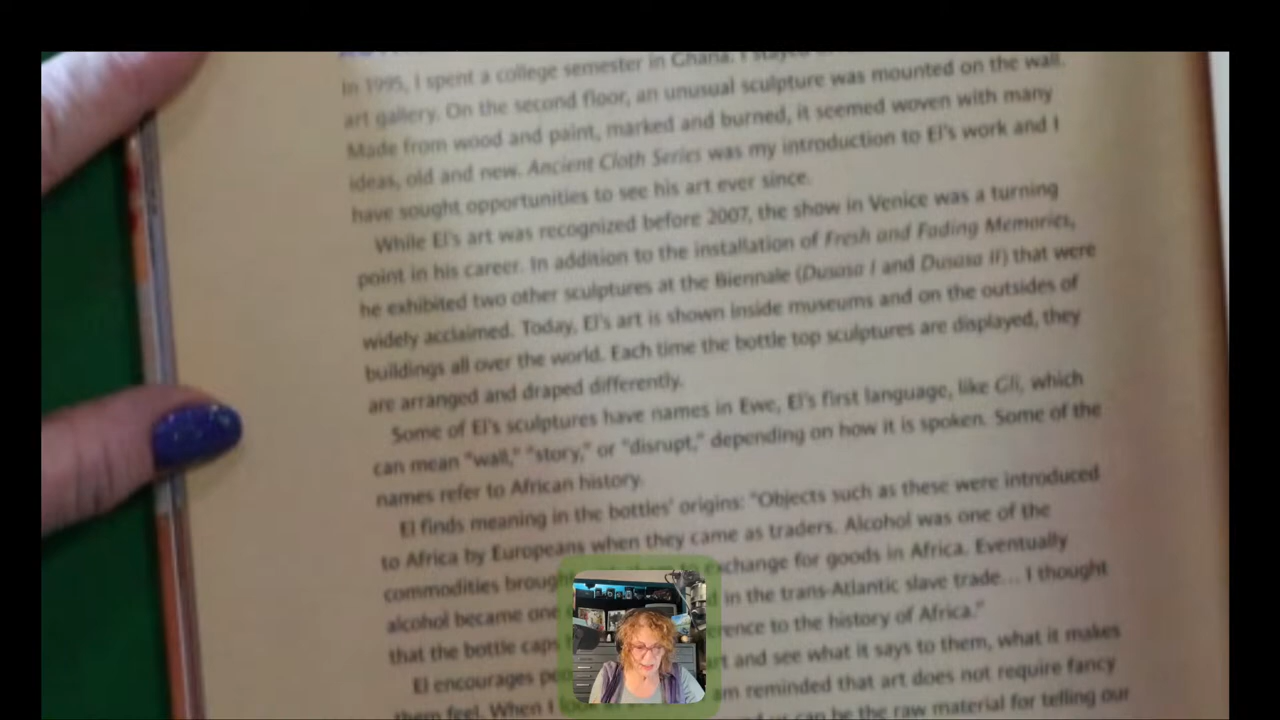 In 1995, I spent a college semester in Ghana. I stayed
art gallery. On the second floor, an unusual sculpture was mounted on the wall.
Made from wood and paint, marked and burned, it seemed woven with many
ideas, old and new. Ancient Cloth Series was my introduction to El's work and I
have sought opportunities to see his art ever since.
While El's art was recognized before 2007, the show in Venice was a turning
point in his career. In addition to the installation of Fresh and Fading Memories,
he exhibited two other sculptures at the Biennale (Dusasa I and Dusasa II) that were
widely acclaimed. Today, El's art is shown inside museums and on the outsides of
buildings all over the world. Each time the bottle top sculptures are displayed, they
are arranged and draped differently.
Some of El's sculptures have names in Ewe, El's first language, like Gli, which
can mean "wall," "story," or "disrupt," depending on how it is spoken. Some of the
names refer to African history.
El finds meaning in the bottles' origins: "Objects such as these were introduced
to Africa by Europeans when they came as traders. Alcohol was one of the
commodities exchange for goods in Africa. Eventually
alcohol became one in the trans-Atlantic slave trade... I thought
that the bottle caps to the history of Africa."
El encourages and see what it says to them, what it makes
them feel. When I am reminded that art does not require fancy
can be the raw material for telling our